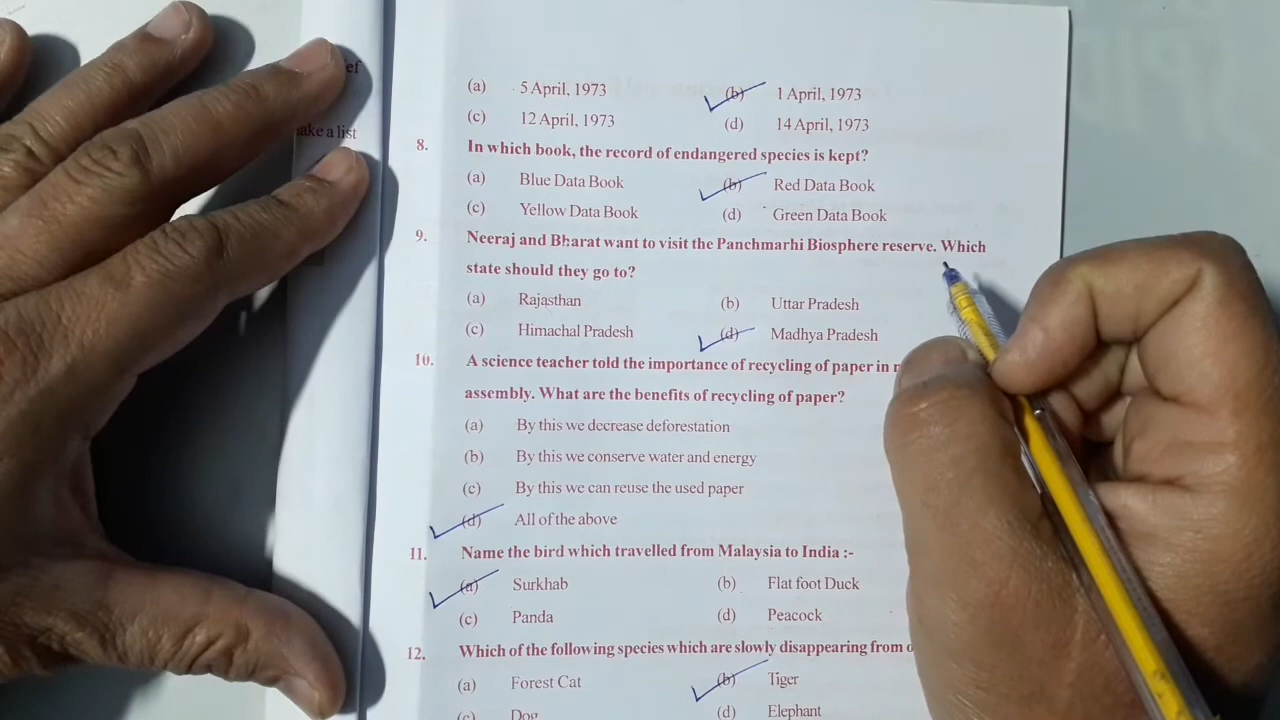 ef
ake a list
(a) 5 April, 1973 (b) 1 April, 1973
(c) 12 April, 1973 (d) 14 April, 1973
8. In which book, the record of endangered species is kept?
(a) Blue Data Book (b) Red Data Book
(c) Yellow Data Book (d) Green Data Book
9. Neeraj and Bharat want to visit the Panchmarhi Biosphere reserve. Which
state should they go to?
(a) Rajasthan (b) Uttar Pradesh
(c) Himachal Pradesh (d) Madhya Pradesh
10. A science teacher told the importance of recycling of paper in
assembly. What are the benefits of recycling of paper?
(a) By this we decrease deforestation
(b) By this we conserve water and energy
(c) By this we can reuse the used paper
(d) All of the above
11. Name the bird which travelled from Malaysia to India :-
(a) Surkhab (b) Flat foot Duck
(c) Panda (d) Peacock
12. Which of the following species which are slowly disappearing from
(a) Forest Cat (b) Tiger
(c) Dog (d) Elephant